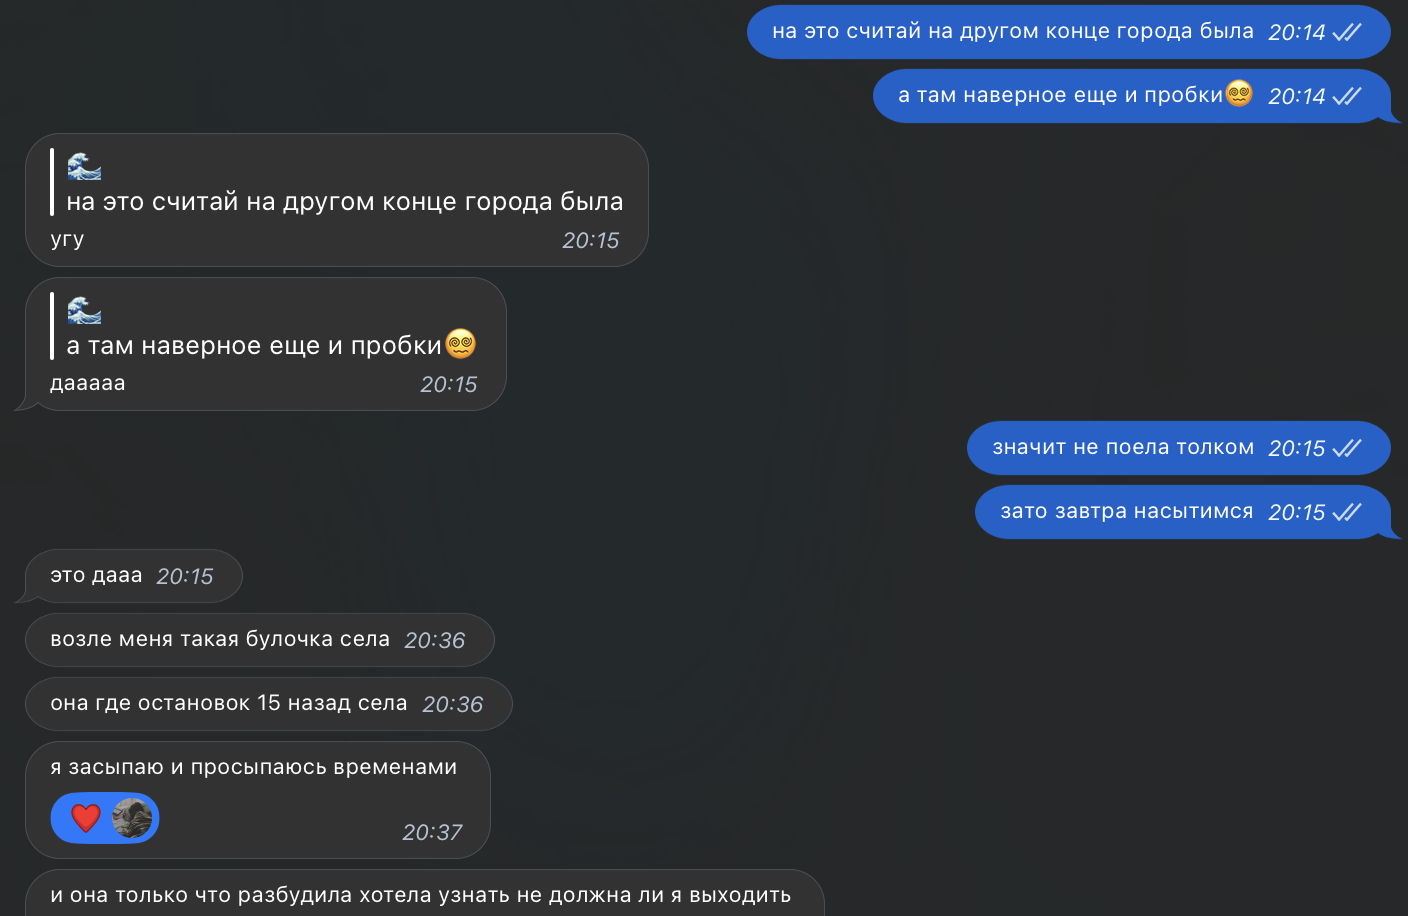 на это считай на другом конце города была 20:14
а там наверное еще и пробки😵‍💫 20:14
🌊
на это считай на другом конце города была
угу 20:15
🌊
а там наверное еще и пробки😵‍💫
дааааа 20:15
значит не поела толком 20:15
зато завтра насытимся 20:15
это дааа 20:15
возле меня такая булочка села 20:36
она где остановок 15 назад села 20:36
я засыпаю и просыпаюсь временами
❤️ 20:37
и она только что разбудила хотела узнать не должна ли я выходить